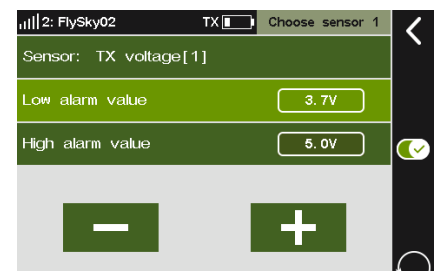 2: FlySky02 TX Choose sensor 1
Sensor: TX voltage[1]
Low alarm value 3.7V
High alarm value 5.0V